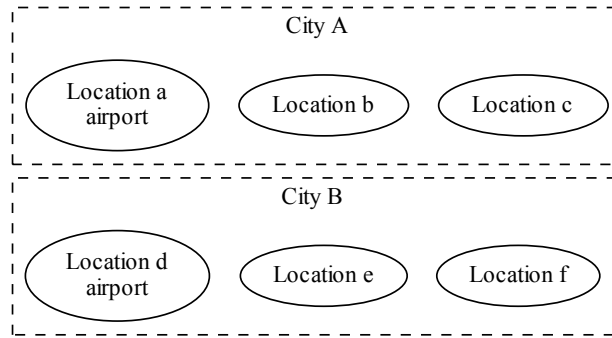 City A
Location a
airport
Location b
Location c
City B
Location d
airport
Location e
Location f